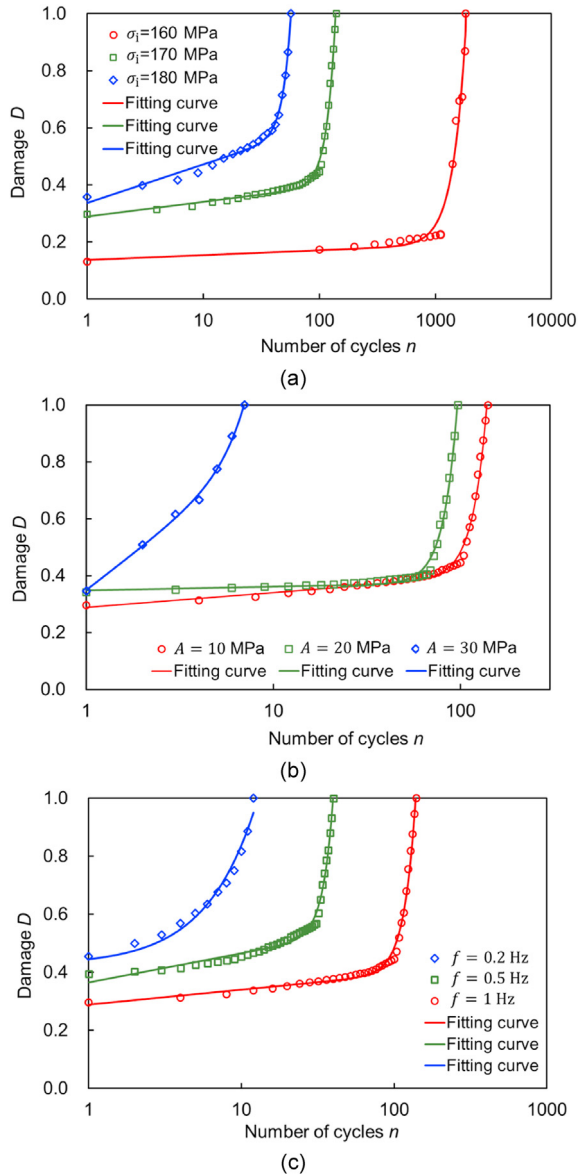 1.0
0.8
0.6
0.4
0.2
0.0
Damage D
σi=160 MPa
σi=170 MPa
σi=180 MPa
Fitting curve
Fitting curve
Fitting curve
1 10 100 1000 10000
Number of cycles n
(a)
1.0
0.8
0.6
0.4
0.2
0.0
Damage D
A = 10 MPa A = 20 MPa A = 30 MPa
Fitting curve Fitting curve Fitting curve
1 10 100
Number of cycles n
(b)
1.0
0.8
0.6
0.4
0.2
0.0
Damage D
f = 0.2 Hz
f = 0.5 Hz
f = 1 Hz
Fitting curve
Fitting curve
Fitting curve
1 10 100 1000
Number of cycles n
(c)